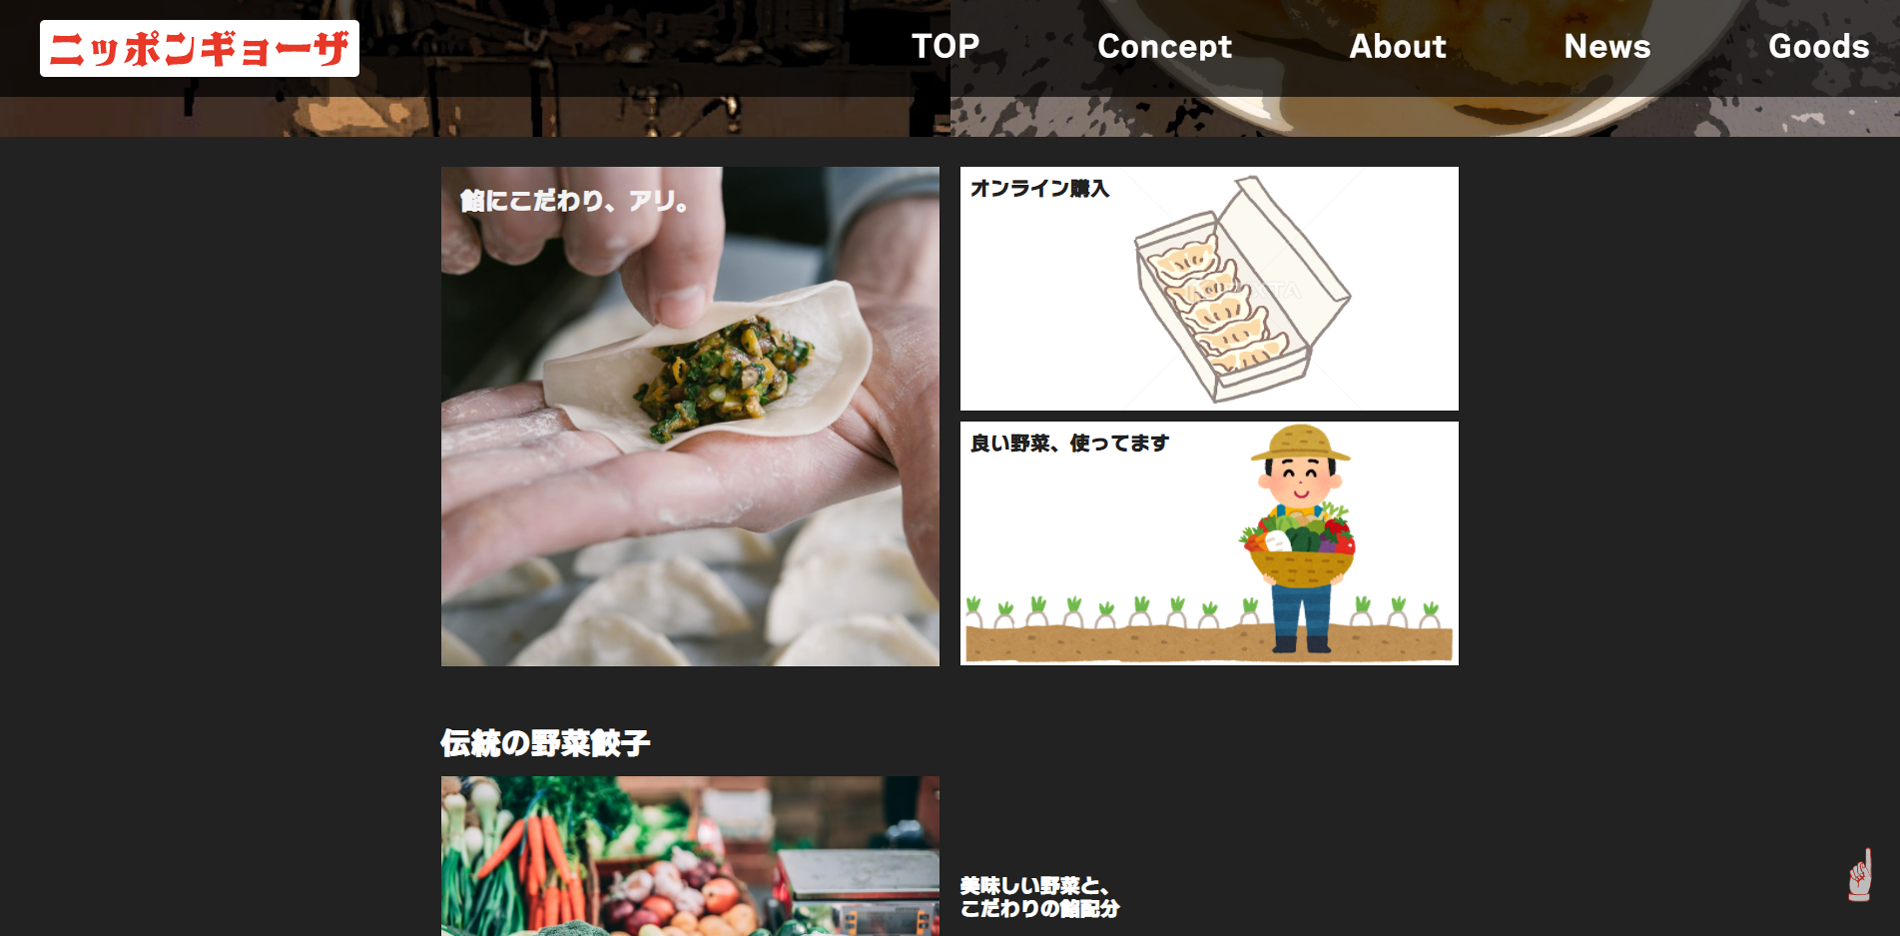 ニッポンギョーザ
TOP
Concept
About
News
Goods
餡にこだわり、アリ。
オンライン購入
良い野菜、使ってます
伝統の野菜餃子
美味しい野菜と、
こだわりの餡配分